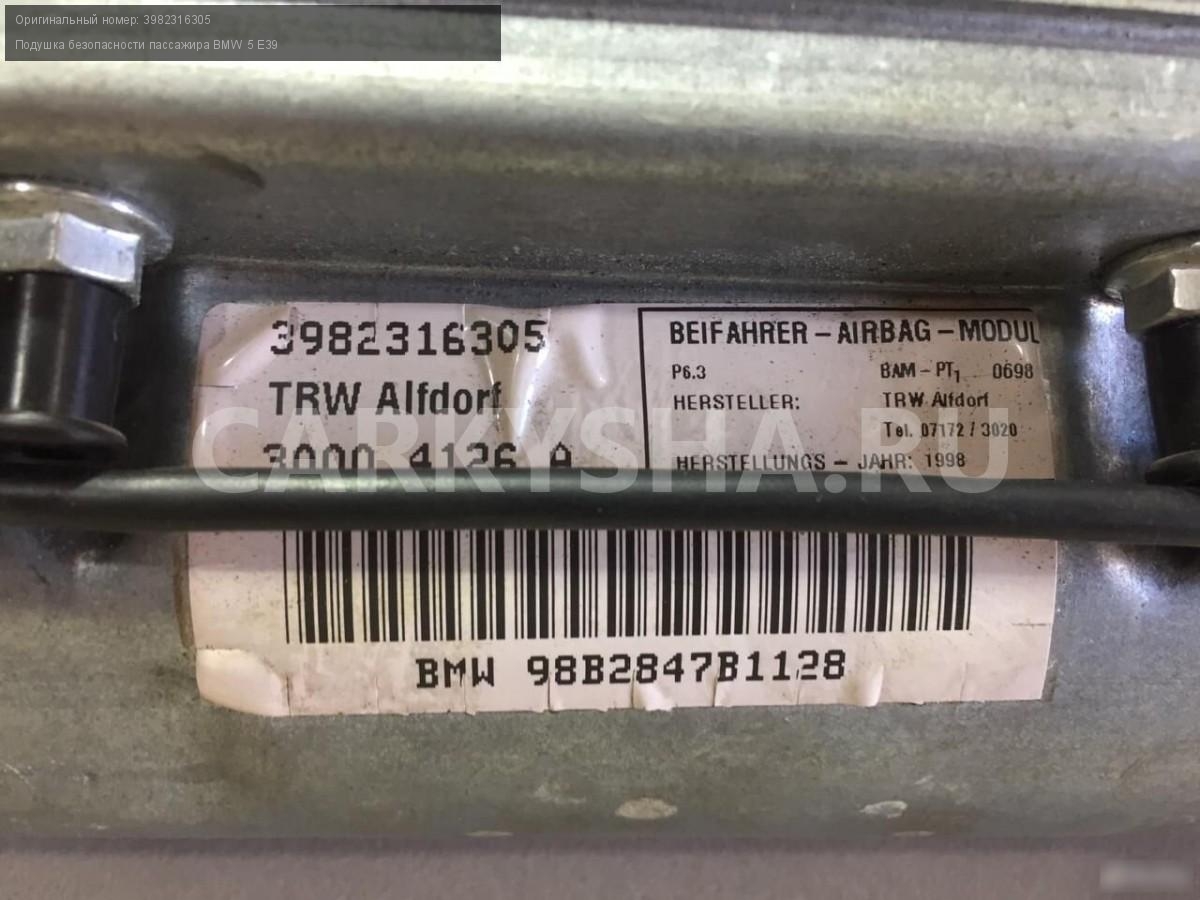 Оригинальный номер: 3982316305
Подушка безопасности пассажира BMW 5 E39
3982316305
TRW Alfdorf
3000 4126 A
BEIFAHRER - AIRBAG - MODUL
P6.3 BAM - PT1 0698
HERSTELLER: TRW Alfdorf
Tel. 07172 / 3020
HERSTELLUNGS - JAHR: 1998
CARKYSHA.RU
BMW 98B2847B1128